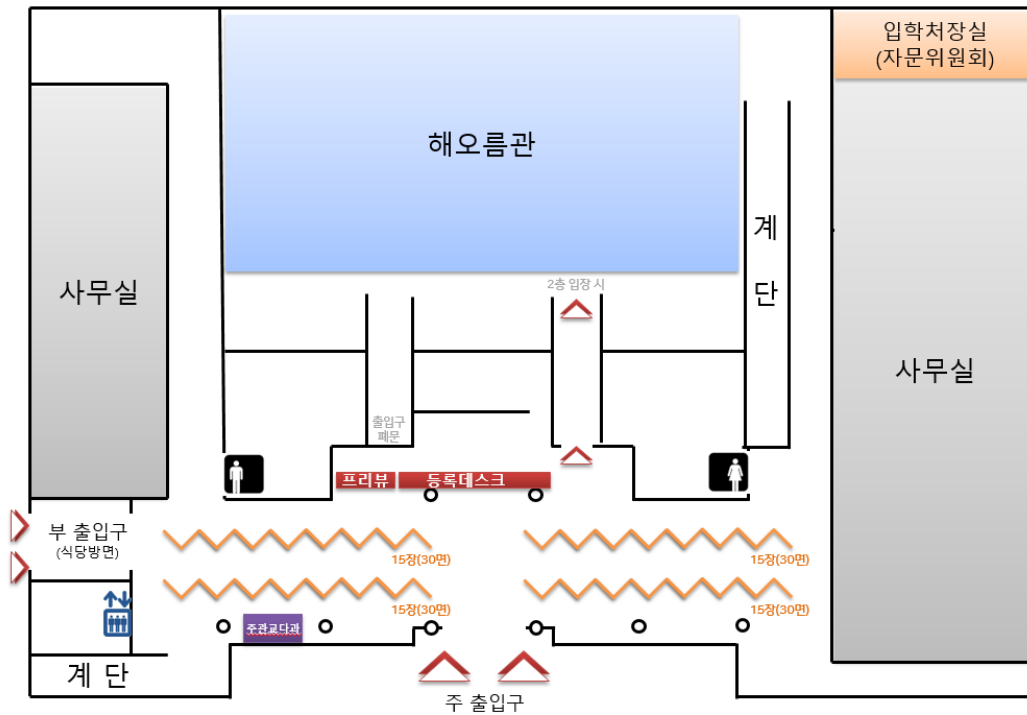 입학처장실
(자문위원회)
해오름관
계
단
사무실
2층 입장 시
사무실
출입구
폐문
프리뷰
등록데스크
부 출입구
(식당방면)
15장(30면)
15장(30면)
15장(30면)
15장(30면)
주관교다과
계 단
주 출입구